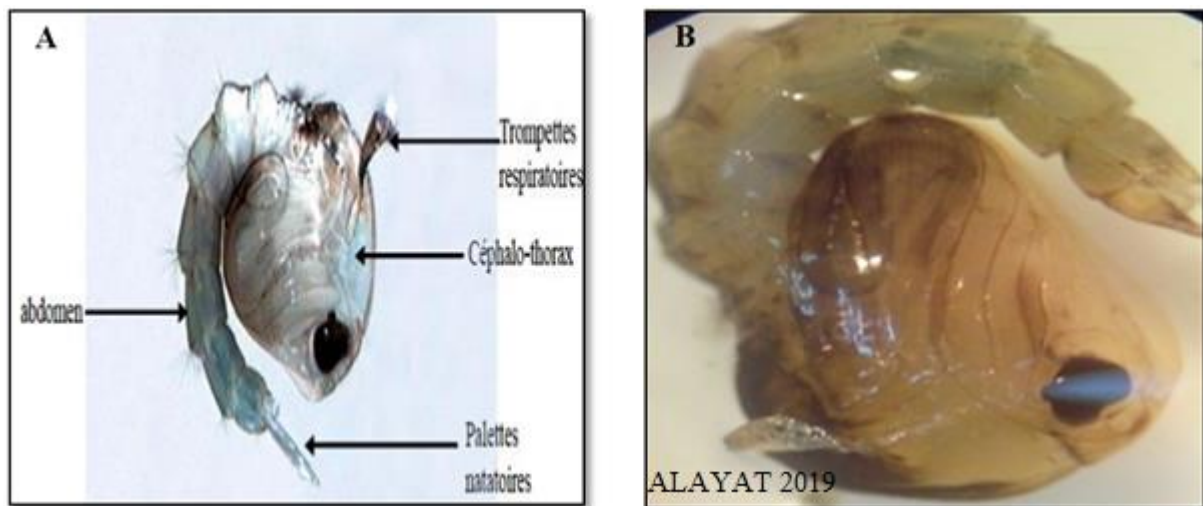 A
Trompettes
respiratoires
Céphalo-thorax
abdomen
Palettes
natatoires
B
ALAYAT 2019